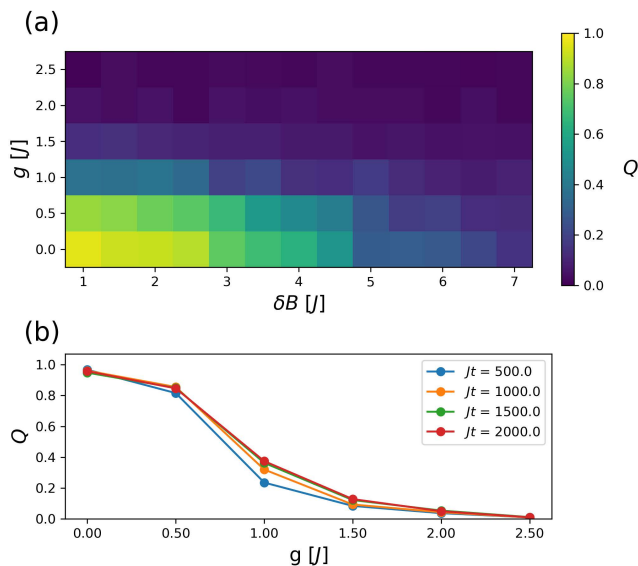 (a)
2.5
2.0
1.5
1.0
0.5
0.0
g [J]
1 2 3 4 5 6 7
δB [J]
1.0
0.8
0.6
0.4
0.2
0.0
Q
(b)
1.0
0.8
0.6
0.4
0.2
0.0
Q
Jt = 500.0
Jt = 1000.0
Jt = 1500.0
Jt = 2000.0
0.00 0.50 1.00 1.50 2.00 2.50
g [J]